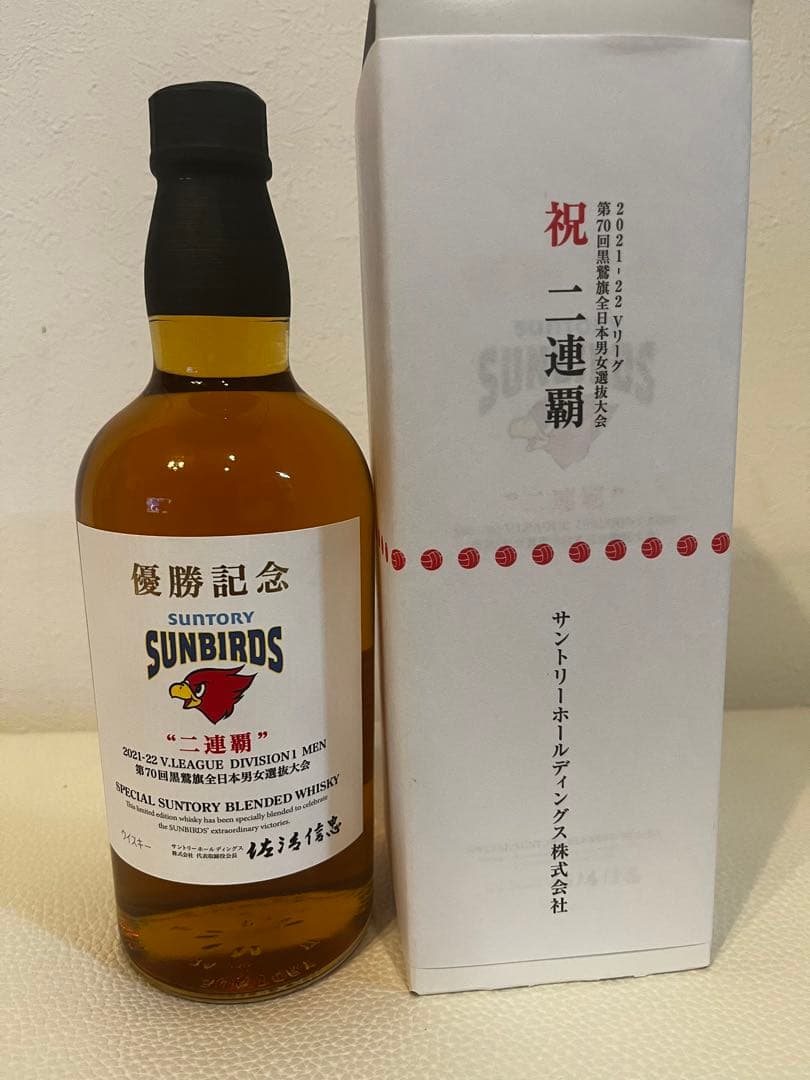 優勝記念
SUNTORY
SUNBIRDS
“二連覇”
2021-22 V.LEAGUE DIVISION1 MEN
第70回黒鷲旗全日本男女選抜大会
SPECIAL SUNTORY BLENDED WHISKY
This limited edition whisky has been specially blended to celebrate
the SUNBIRDS' extraordinary victories.
ウイスキー
サントリーホールディングス
株式会社 代表取締役会長
佐治信忠
2021-22 Vリーグ
第70回黒鷲旗全日本男女選抜大会
祝 二連覇
サントリーホールディングス株式会社